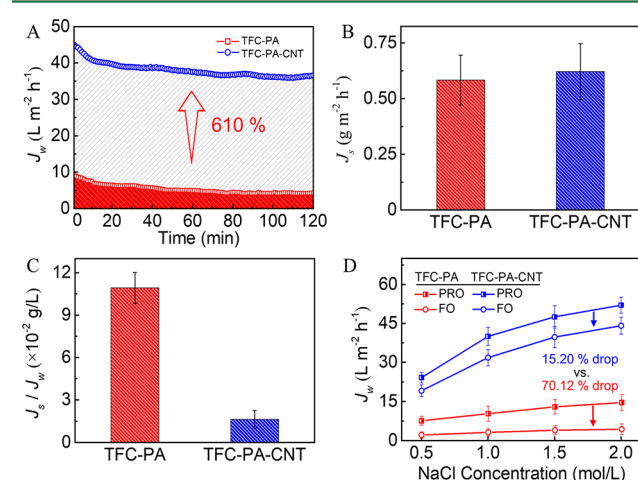 A
TFC-PA
TFC-PA-CNT
50
40
30
20
10
0
610 %
0 20 40 60 80 100 120
Time (min)
J_w (L m⁻² h⁻¹)
B
0.75
0.50
0.25
0.00
TFC-PA TFC-PA-CNT
J_s (g m⁻² h⁻¹)
C
12
9
6
3
0
TFC-PA TFC-PA-CNT
J_s / J_w (×10⁻² g/L)
D
60
45
30
15
0
TFC-PA TFC-PA-CNT
PRO PRO
FO FO
15.20 % drop
vs.
70.12 % drop
0.5 1.0 1.5 2.0
NaCl Concentration (mol/L)
J_w (L m⁻² h⁻¹)